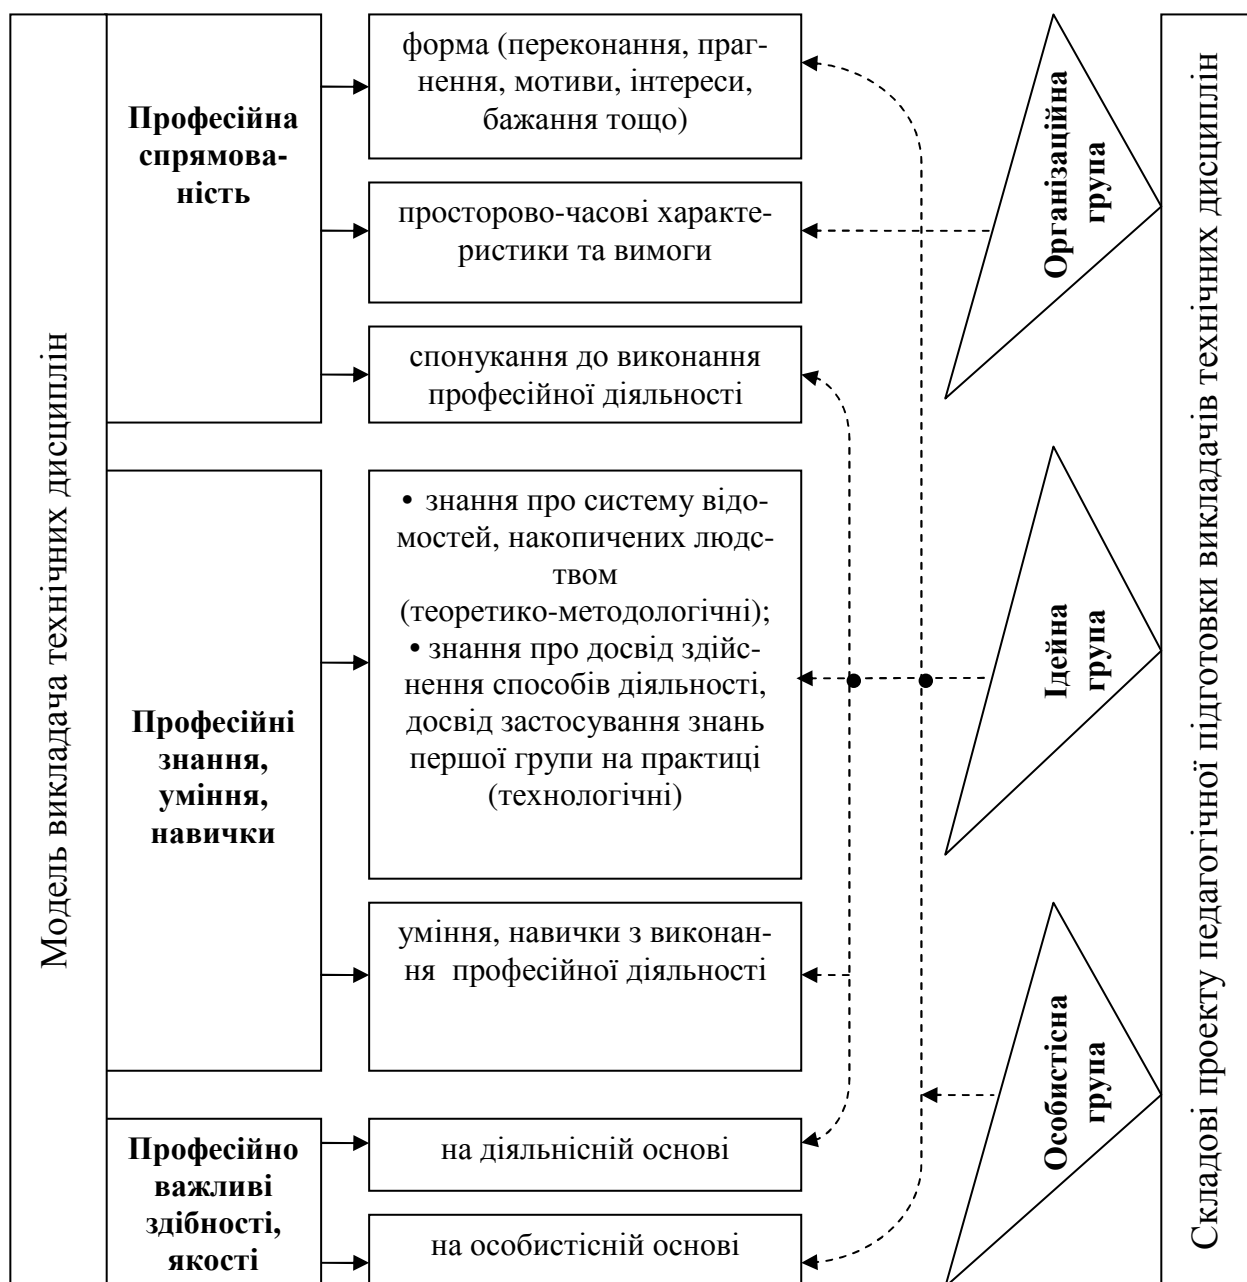 Модель викладача технічних дисциплін
Професійна
спрямова-
ність
форма (переконання, праг-
нення, мотиви, інтереси,
бажання тощо)
просторово-часові характе-
ристики та вимоги
спонукання до виконання
професійної діяльності
Професійні
знання,
уміння,
навички
• знання про систему відо-
мостей, накопичених людс-
твом
(теоретико-методологічні);
• знання про досвід здійс-
нення способів діяльності,
досвід застосування знань
першої групи на практиці
(технологічні)
уміння, навички з виконан-
ня професійної діяльності
Професійно
важливі
здібності,
якості
на діяльнісній основі
на особистісній основі
Організаційна
група
Ідейна
група
Особистісна
група
Складові проекту педагогічної підготовки викладачів технічних дисциплін